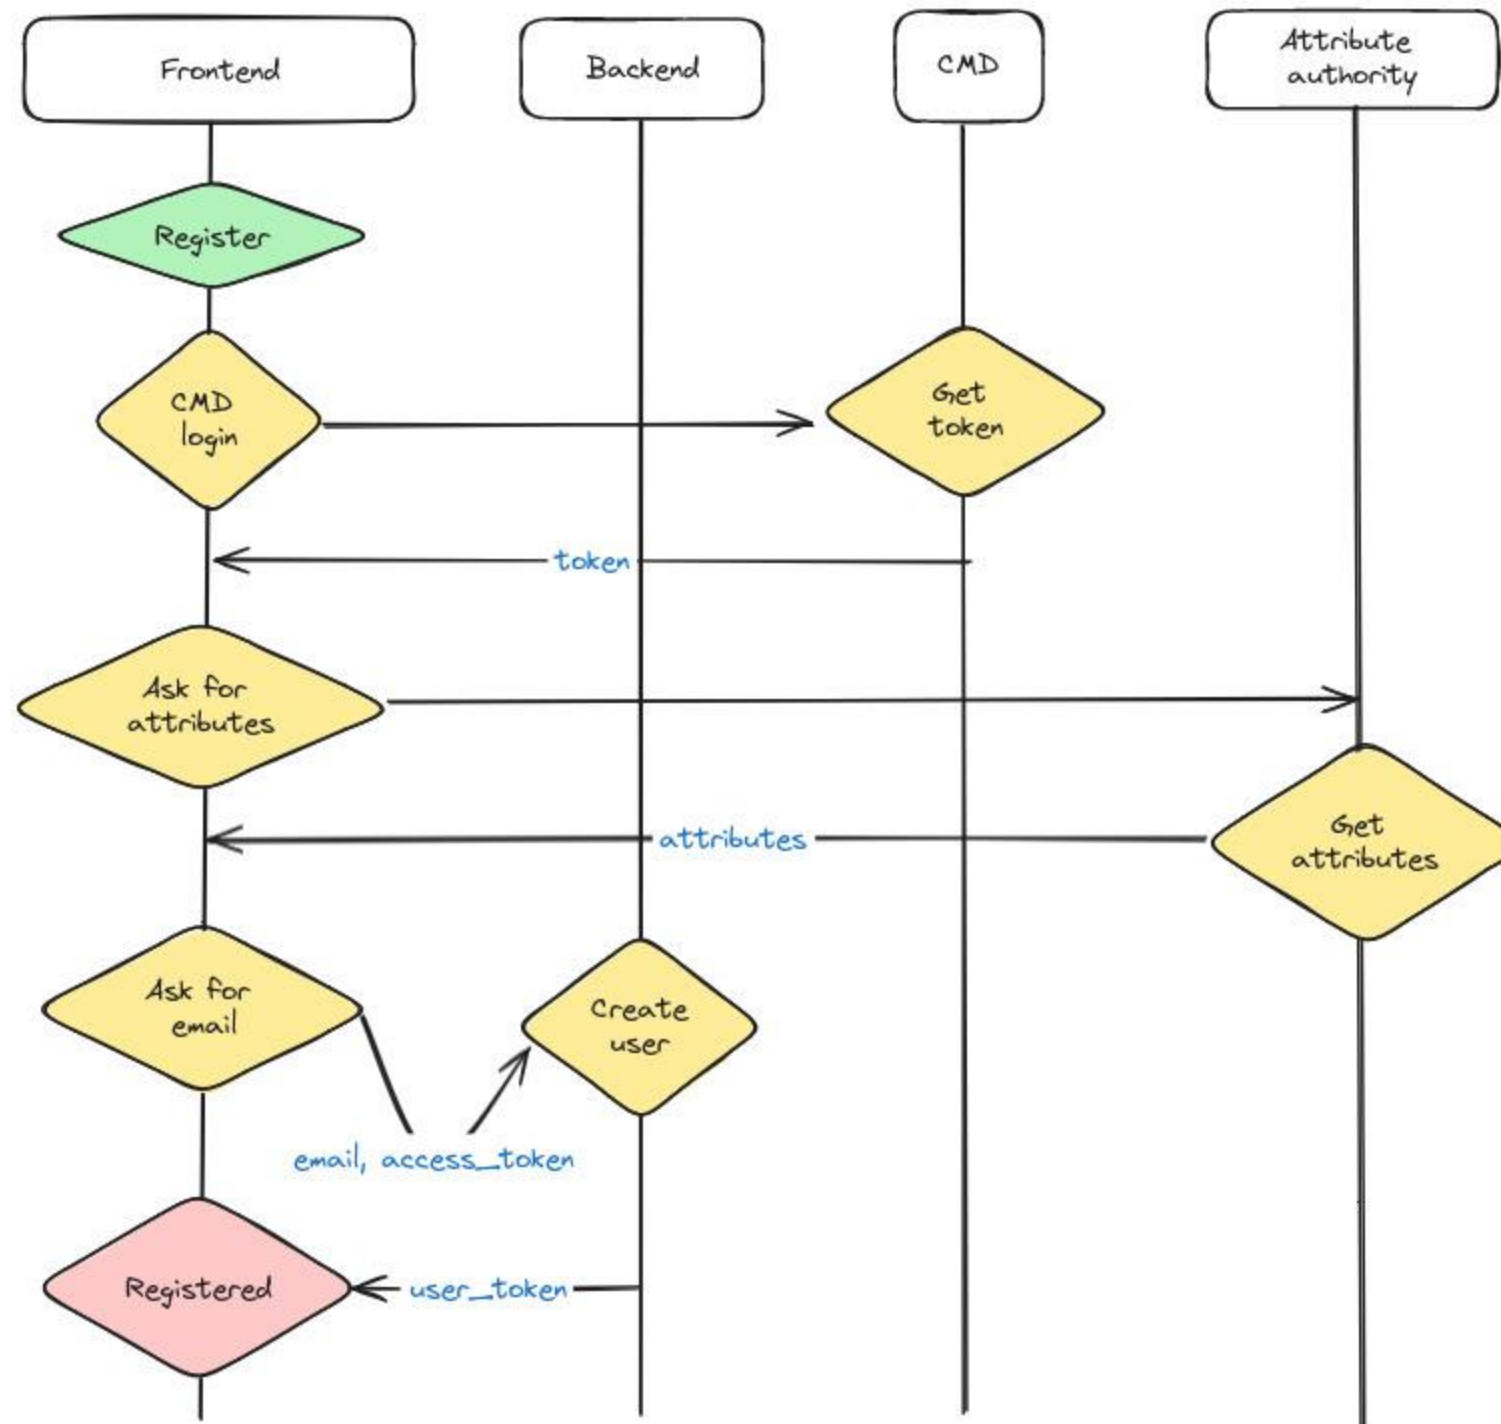 Frontend
Backend
CMD
Attribute
authority
Register
CMD
login
Get
token
token
Ask for
attributes
attributes
Get
attributes
Ask for
email
Create
user
email, access_token
Registered
user_token